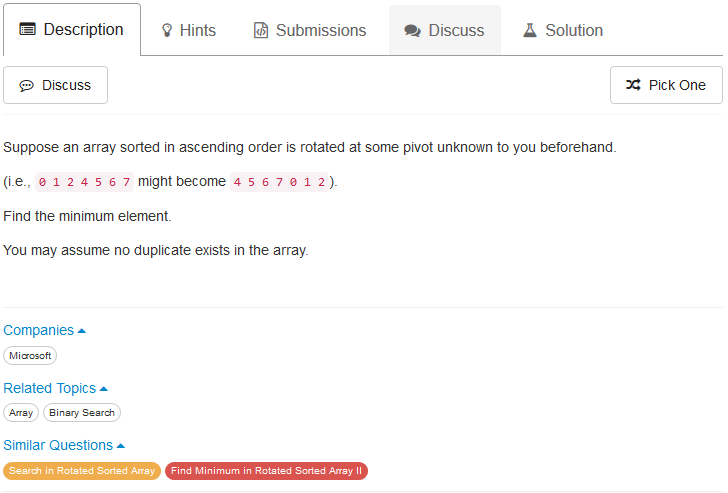 Description Hints Submissions Discuss Solution
Discuss Pick One
Suppose an array sorted in ascending order is rotated at some pivot unknown to you beforehand.
(i.e., 0 1 2 4 5 6 7 might become 4 5 6 7 0 1 2 ).
Find the minimum element.
You may assume no duplicate exists in the array.
Companies
Microsoft
Related Topics
Array Binary Search
Similar Questions
Search in Rotated Sorted Array Find Minimum in Rotated Sorted Array II